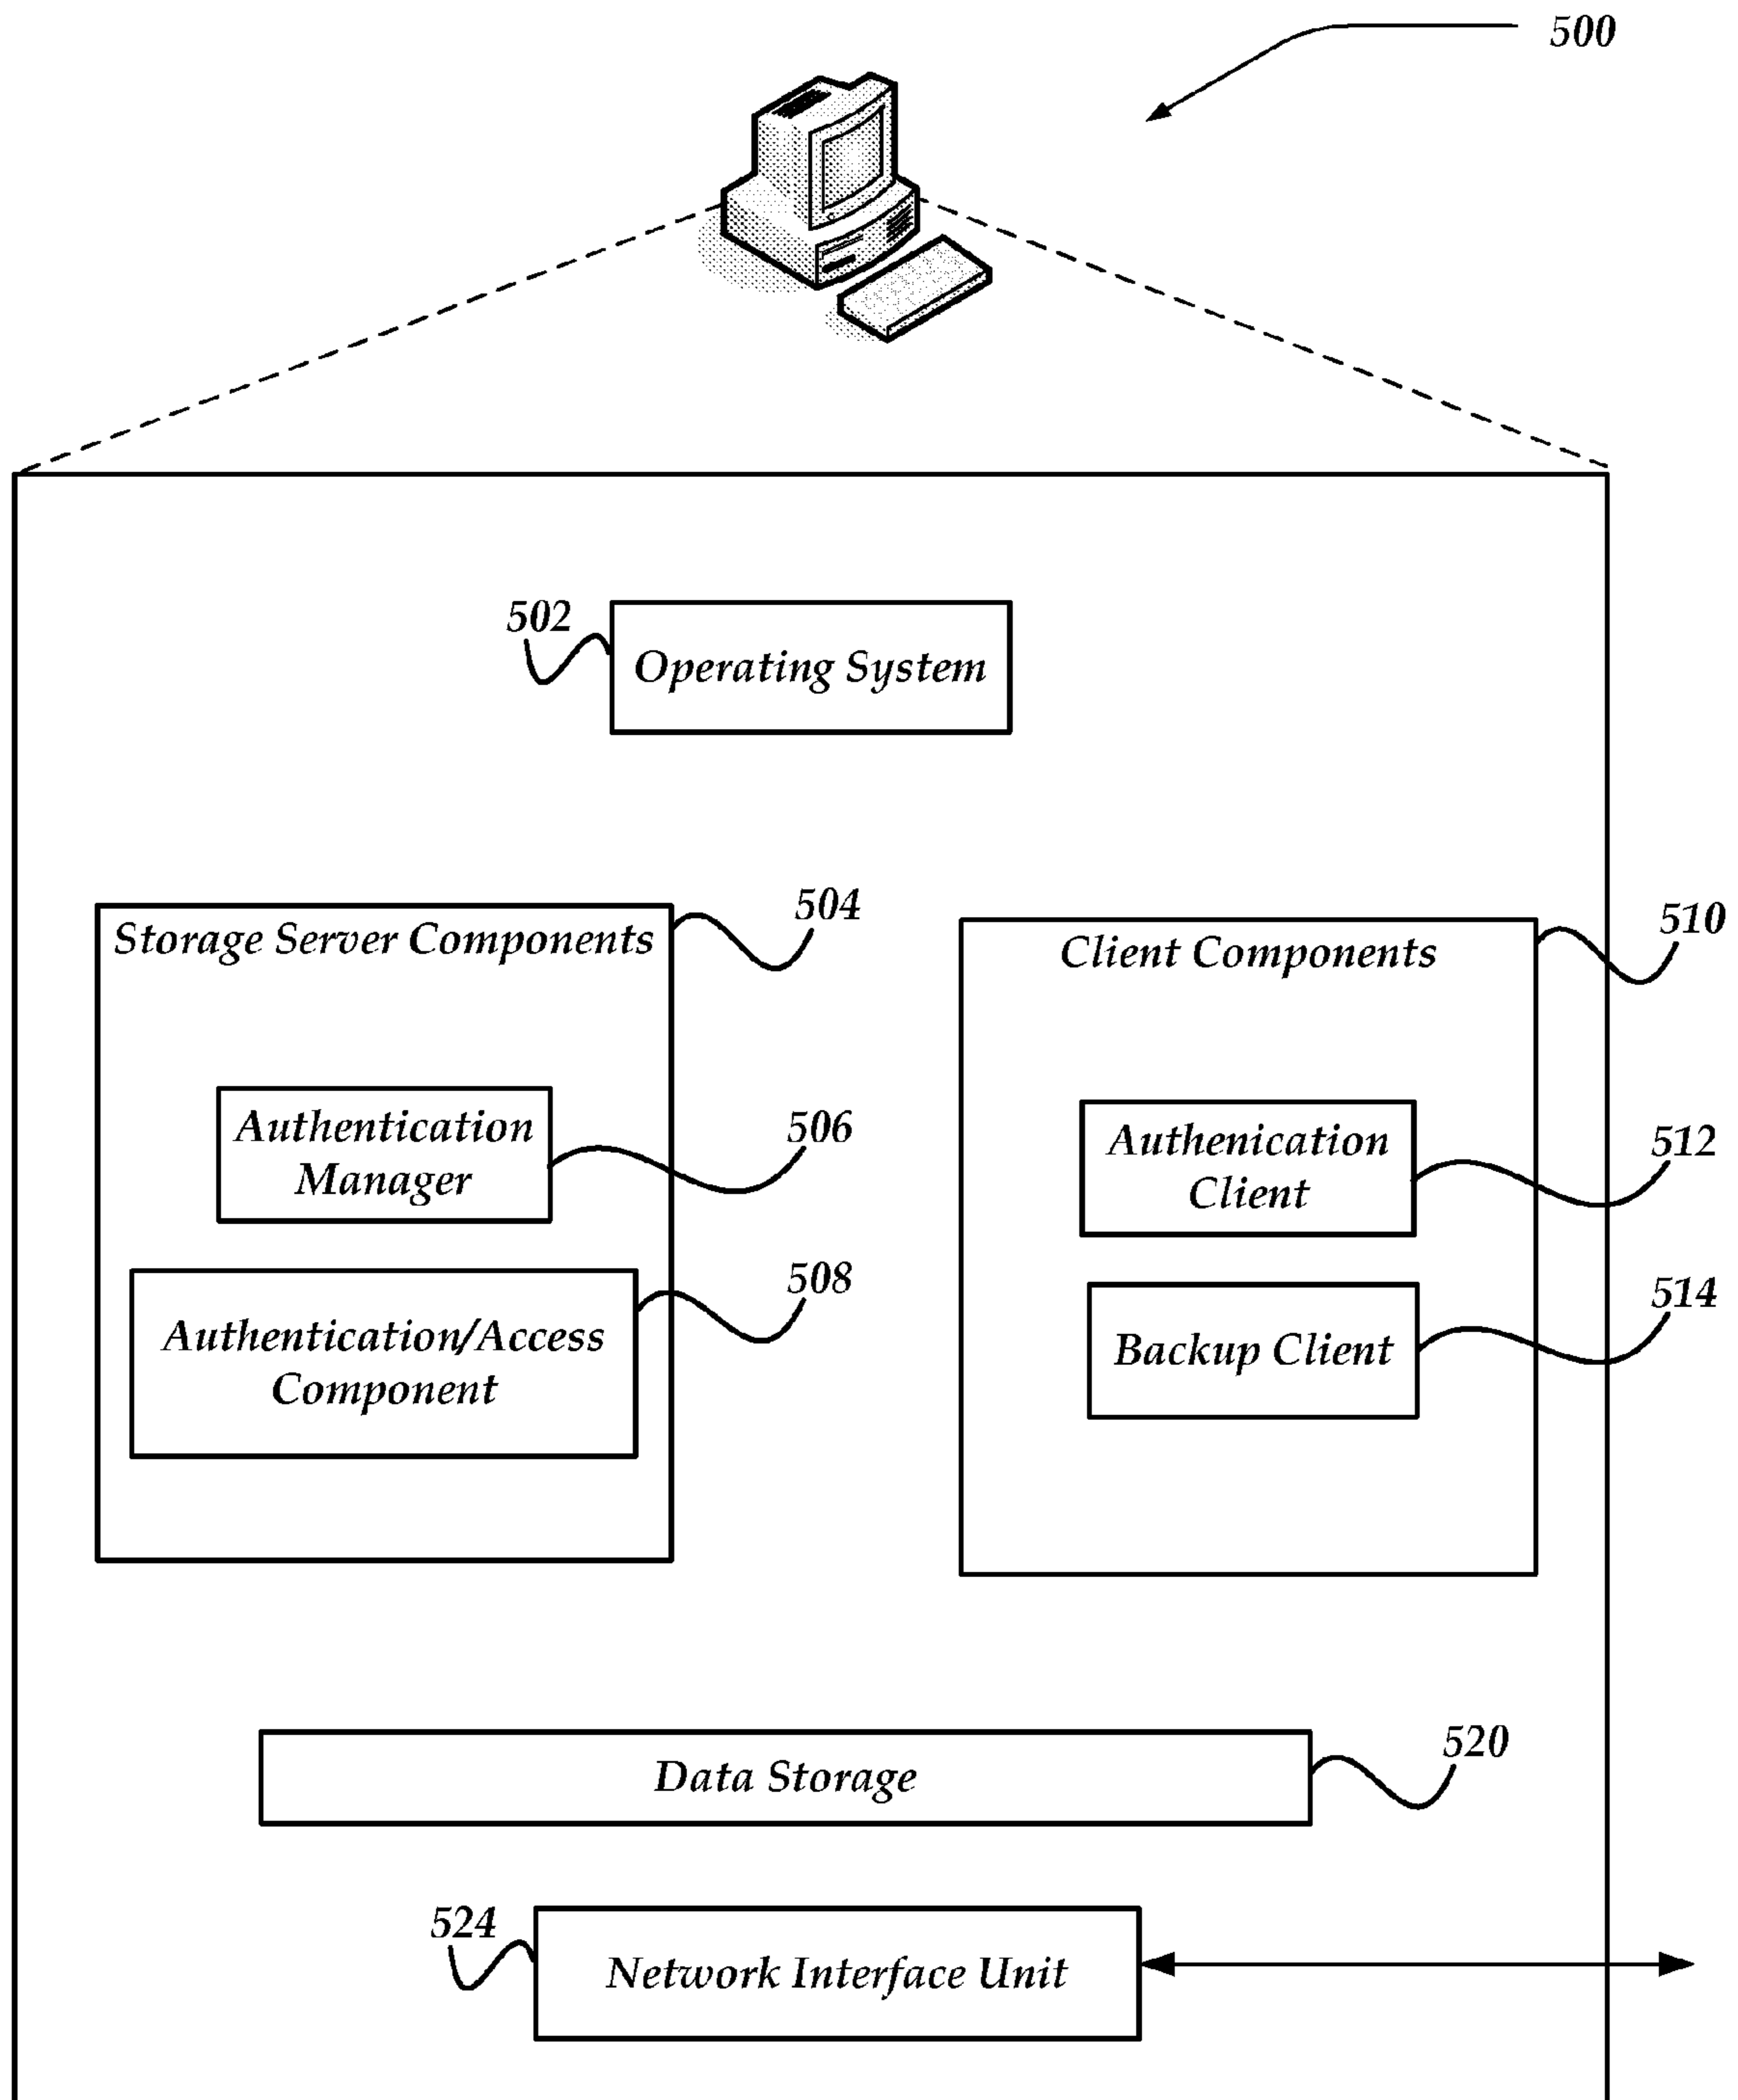 500
502
Operating System
504
Storage Server Components
510
Client Components
Authentication
Manager
506
Authenication
Client
512
508
Authentication/Access
Component
514
Backup Client
520
Data Storage
524
Network Interface Unit